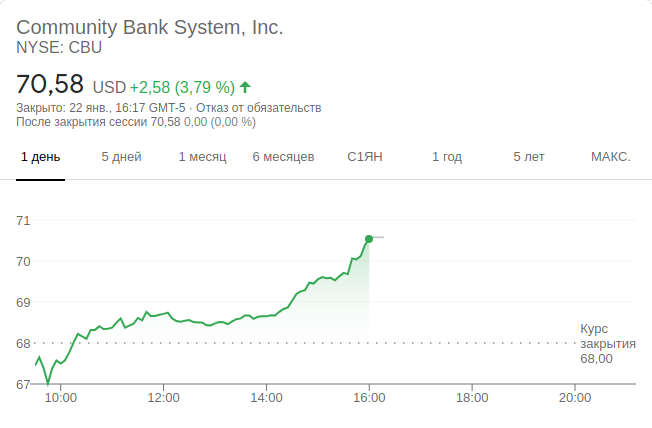 Community Bank System, Inc.
NYSE: CBU
70,58 USD +2,58 (3,79 %)
Закрыто: 22 янв., 16:17 GMT-5 · Отказ от обязательств
После закрытия сессии 70,58 0,00 (0,00 %)
1 день 5 дней 1 месяц 6 месяцев С1ЯН 1 год 5 лет МАКС.
71
70
69
68
67
Курс
закрытия
68,00
10:00 12:00 14:00 16:00 18:00 20:00